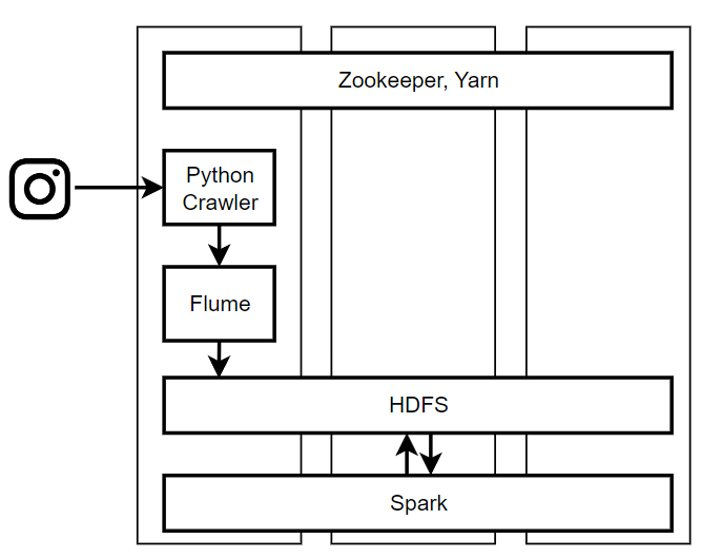 Zookeeper, Yarn
Python
Crawler
Flume
HDFS
Spark